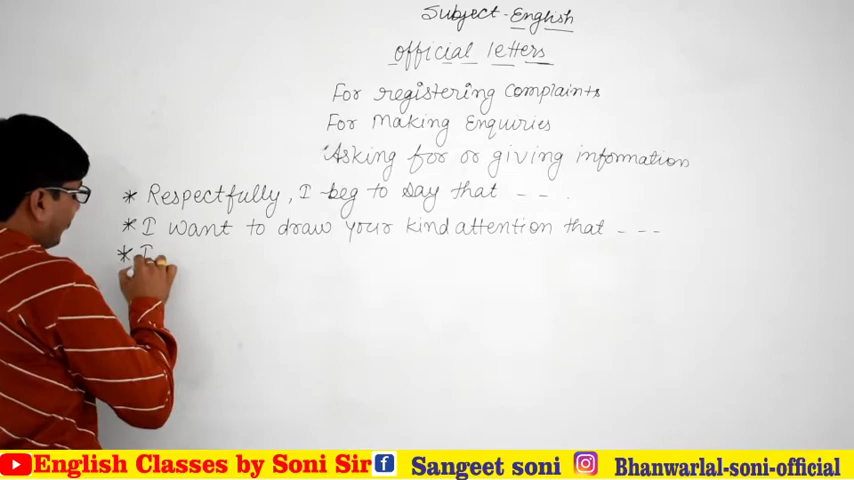 Subject - English
official letters
For registering complaints
For Making Enquiries
Asking for or giving information
* Respectfully, I beg to say that - - .
* I want to draw your kind attention that - - -
* I
English Classes by Soni Sir f Sangeet soni Bhanwarlal-soni-official